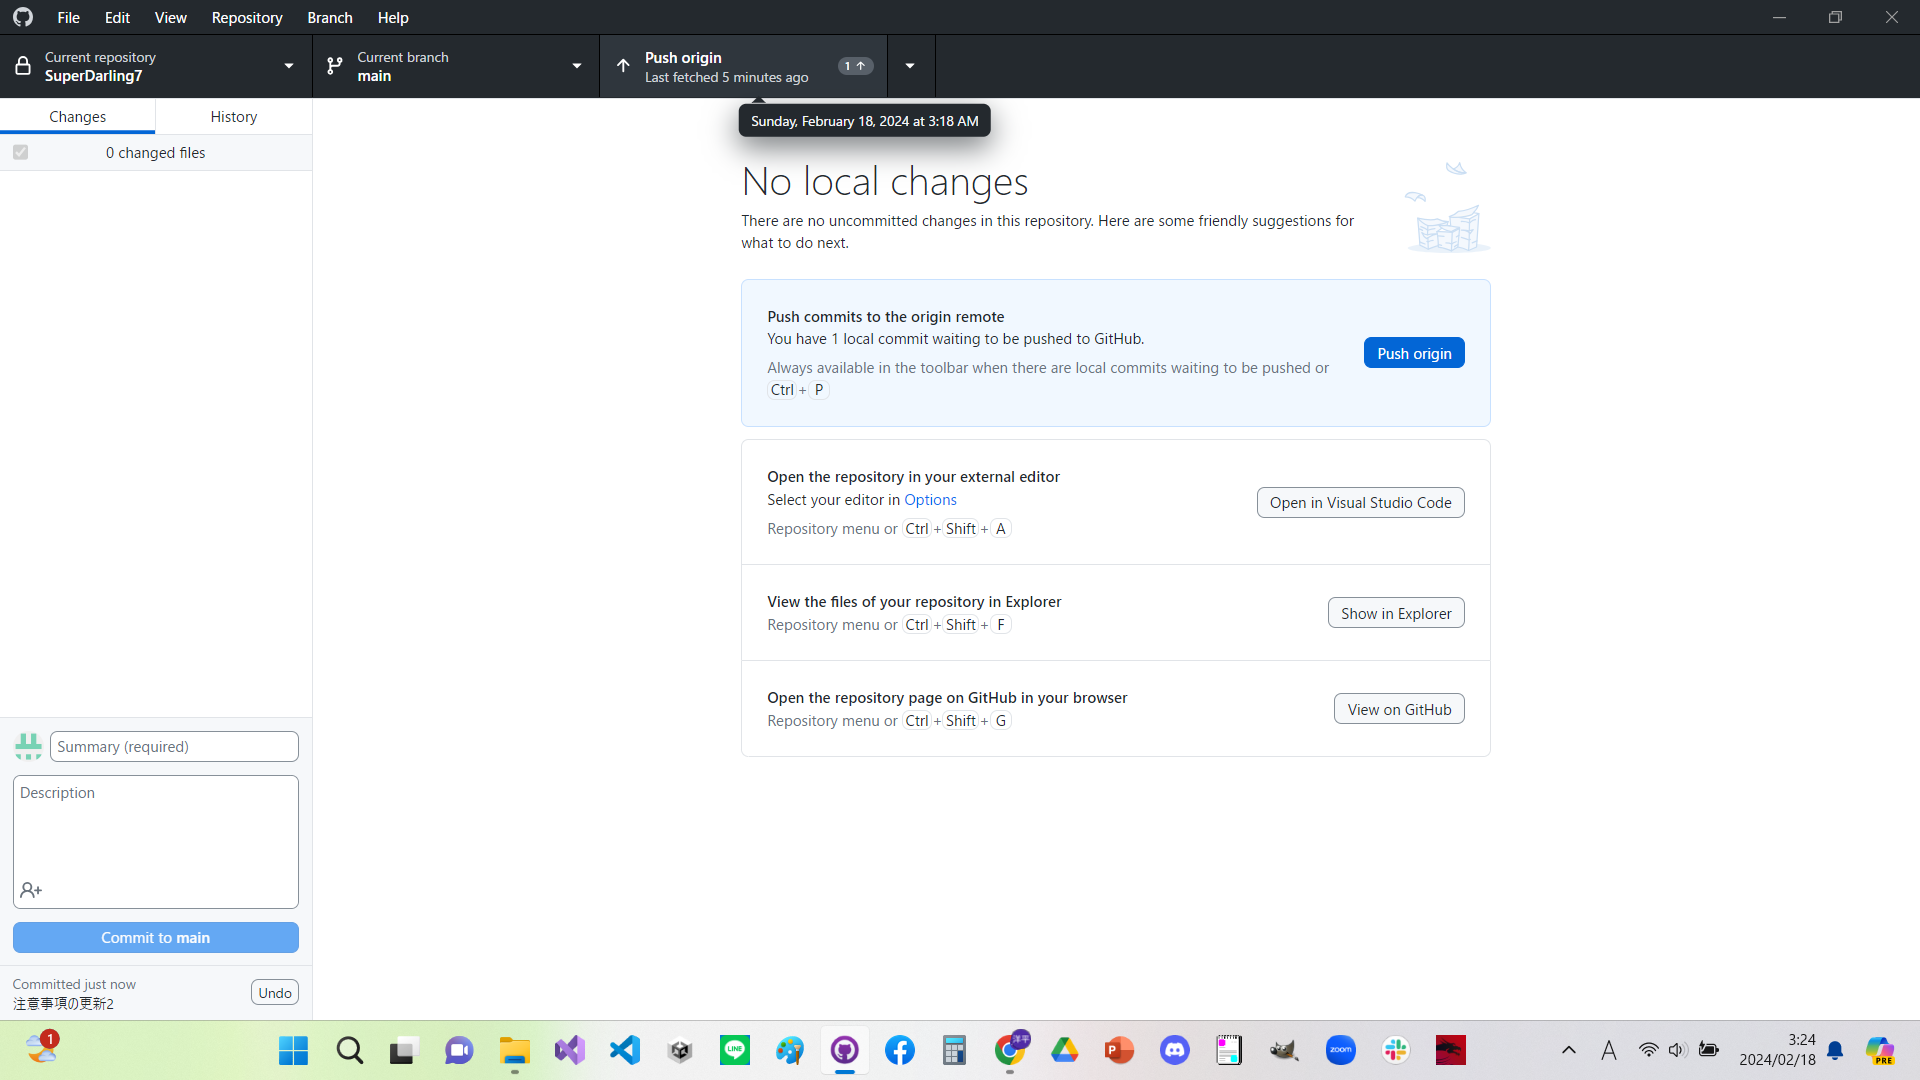 File Edit View Repository Branch Help
Current repository
SuperDarling7
Current branch
main
Push origin
Last fetched 5 minutes ago
1
Sunday, February 18, 2024 at 3:18 AM
Changes
History
0 changed files
No local changes
There are no uncommitted changes in this repository. Here are some friendly suggestions for
what to do next.
Push commits to the origin remote
You have 1 local commit waiting to be pushed to GitHub.
Always available in the toolbar when there are local commits waiting to be pushed or
Ctrl + P
Push origin
Open the repository in your external editor
Select your editor in Options
Repository menu or Ctrl + Shift + A
Open in Visual Studio Code
View the files of your repository in Explorer
Repository menu or Ctrl + Shift + F
Show in Explorer
Open the repository page on GitHub in your browser
Repository menu or Ctrl + Shift + G
View on GitHub
Summary (required)
Description
Commit to main
Committed just now
注意事項の更新2
Undo
1
LINE
洋平
P
zoom
A
3:24
2024/02/18
PRE